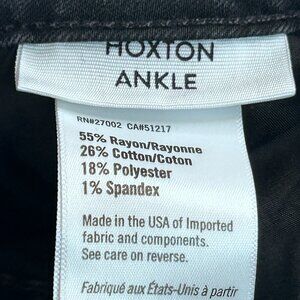 HOXTON
ANKLE
RN#27002 CA#51217
55% Rayon/Rayonne
26% Cotton/Coton
18% Polyester
1% Spandex
Made in the USA of Imported
fabric and components.
See care on reverse.
Fabriqué aux États-Unis à partir